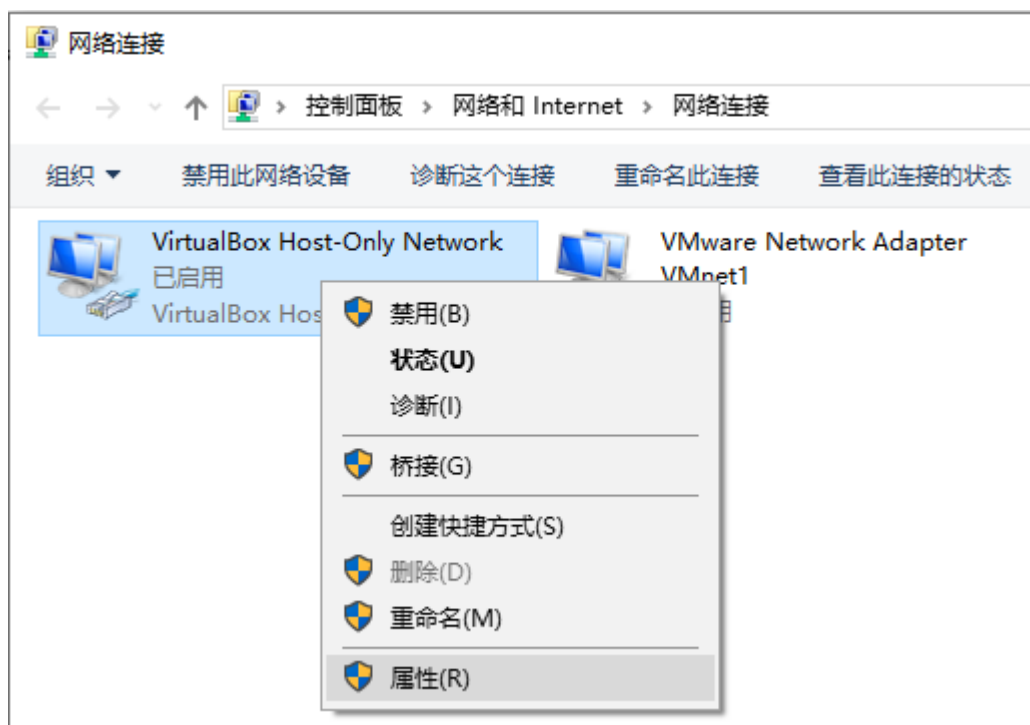 网络连接
控制面板 › 网络和 Internet › 网络连接
组织 禁用此网络设备 诊断这个连接 重命名此连接 查看此连接的状态
VirtualBox Host-Only Network
已启用
VirtualBox Hos
VMware Network Adapter
VMnet1
用
禁用(B)
状态(U)
诊断(I)
桥接(G)
创建快捷方式(S)
删除(D)
重命名(M)
属性(R)